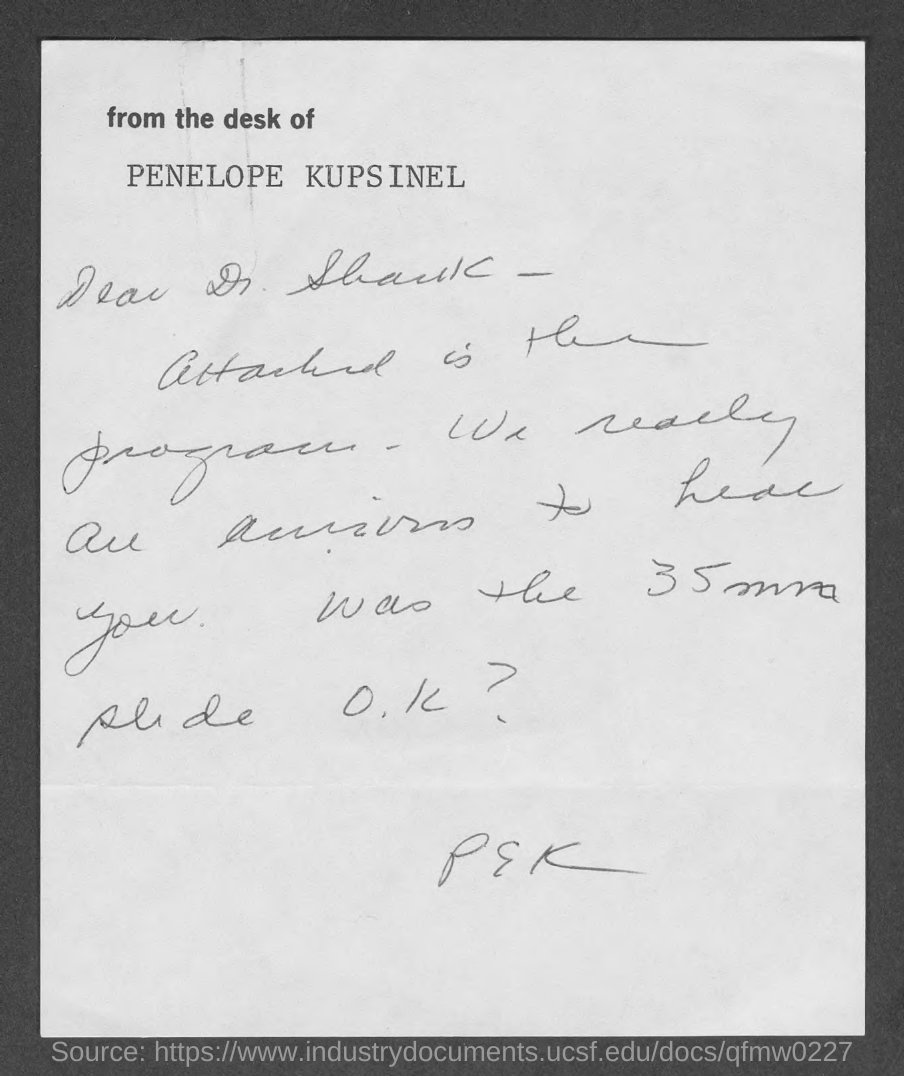 from the desk of
PENELOPE KUPSINEL
Dear Dr. Shank -
Attached is the
program - We really
are anxious to hear
you. Was the 35mm
slide O.K?
PEK
Source: https://www.industrydocuments.ucsf.edu/docs/qfmw0227